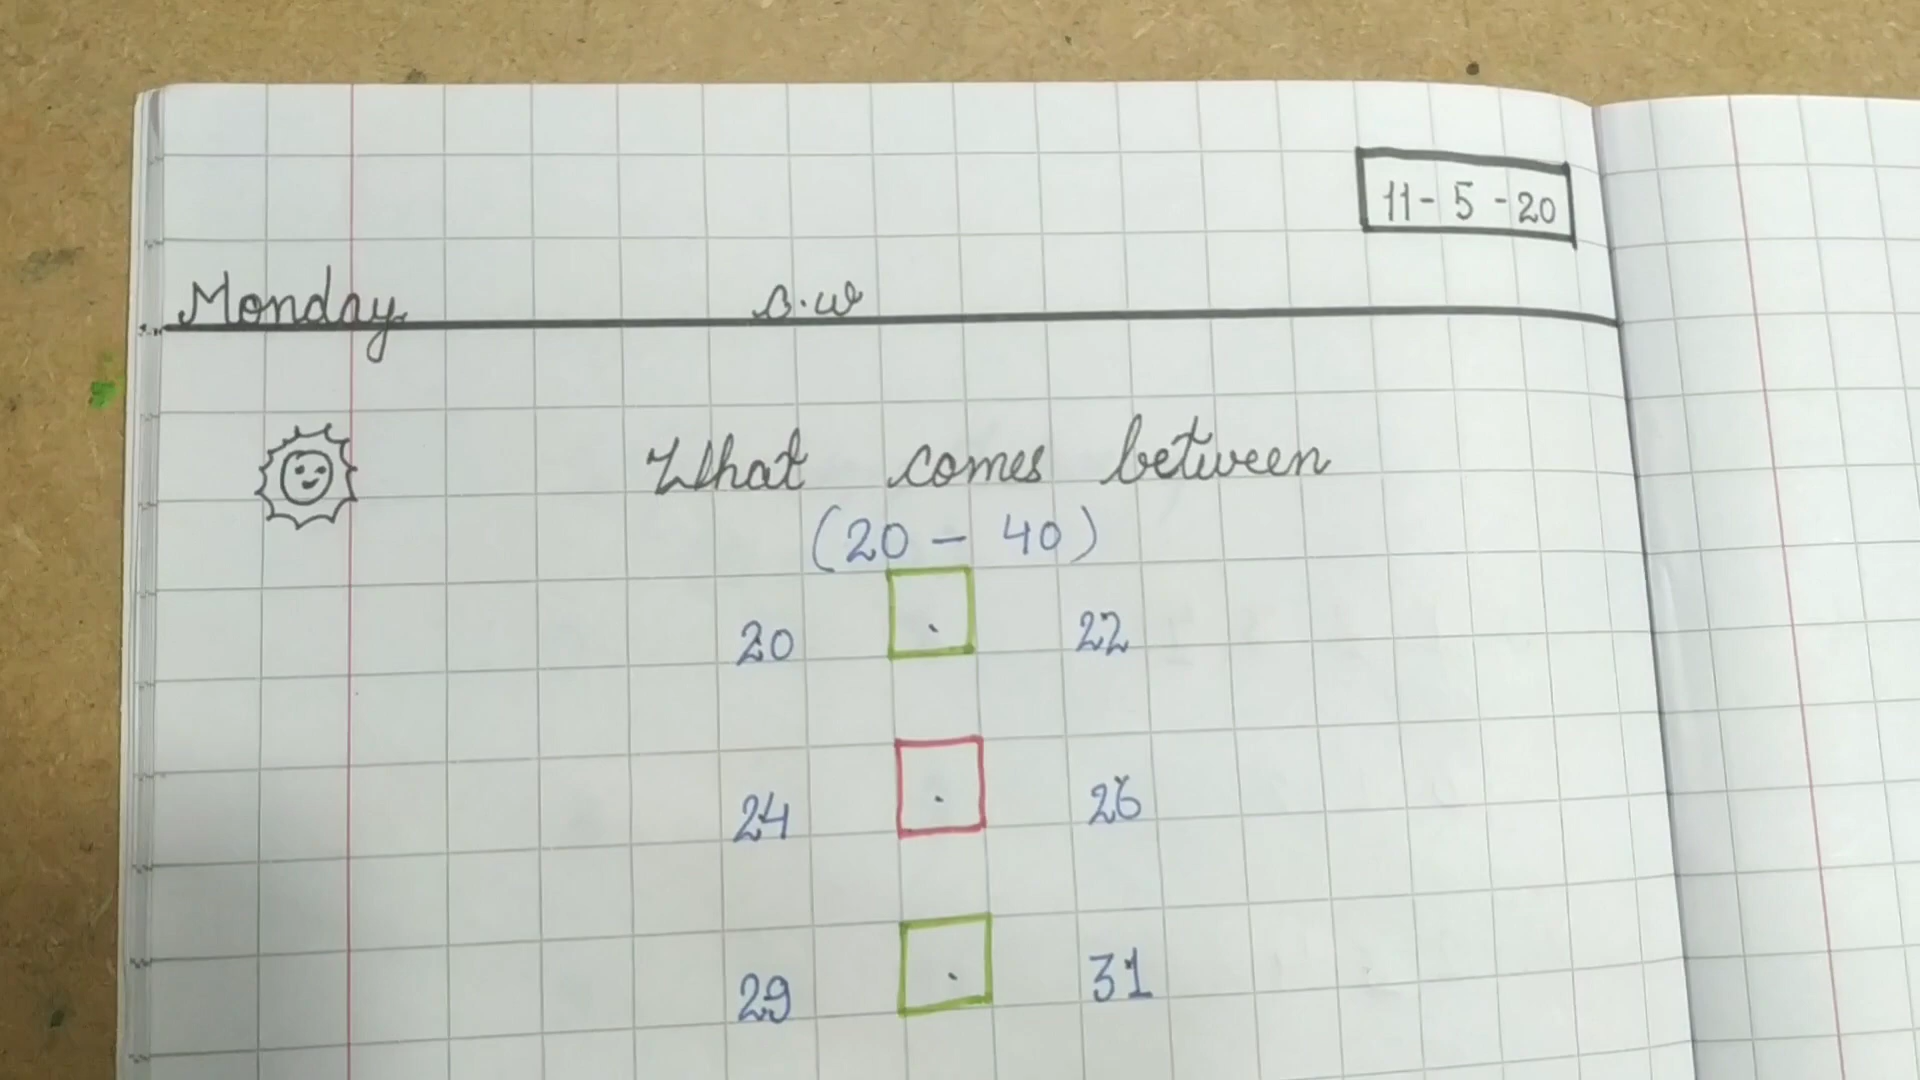 11-5-20
Monday C.W
What comes between
(20 - 40)
20 . 22
24 . 26
29 . 31